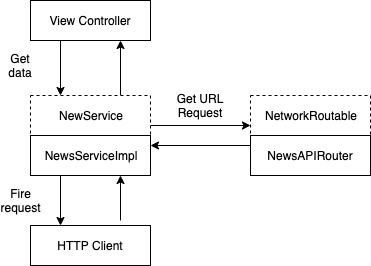 View Controller
Get
data
Get URL
Request
NewService
NetworkRoutable
NewsServiceImpl
NewsAPIRouter
Fire
request
HTTP Client